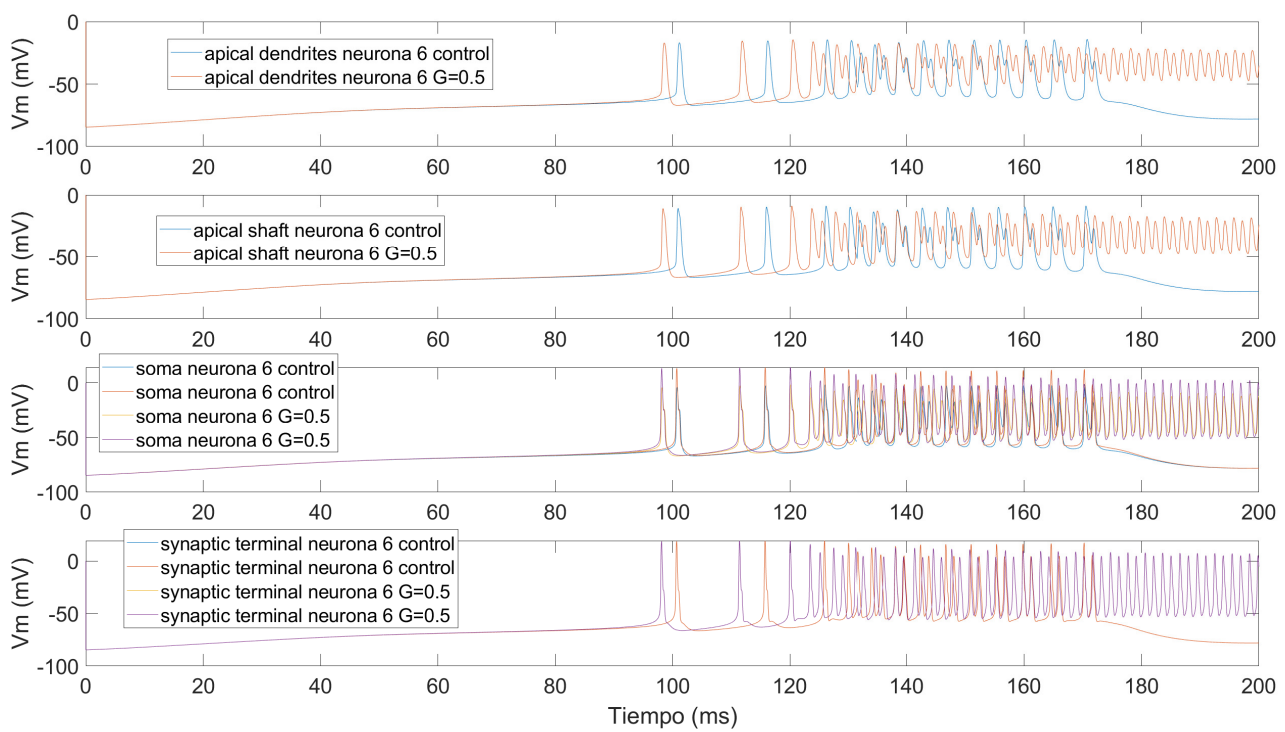 0
apical dendrites neurona 6 control
apical dendrites neurona 6 G=0.5
-50
-100
Vm (mV)
0 20 40 60 80 100 120 140 160 180 200
0
apical shaft neurona 6 control
apical shaft neurona 6 G=0.5
-50
-100
Vm (mV)
0 20 40 60 80 100 120 140 160 180 200
soma neurona 6 control
0
soma neurona 6 control
soma neurona 6 G=0.5
-50
soma neurona 6 G=0.5
-100
Vm (mV)
0 20 40 60 80 100 120 140 160 180 200
synaptic terminal neurona 6 control
0
synaptic terminal neurona 6 control
synaptic terminal neurona 6 G=0.5
-50
synaptic terminal neurona 6 G=0.5
-100
Vm (mV)
0 20 40 60 80 100 120 140 160 180 200
Tiempo (ms)